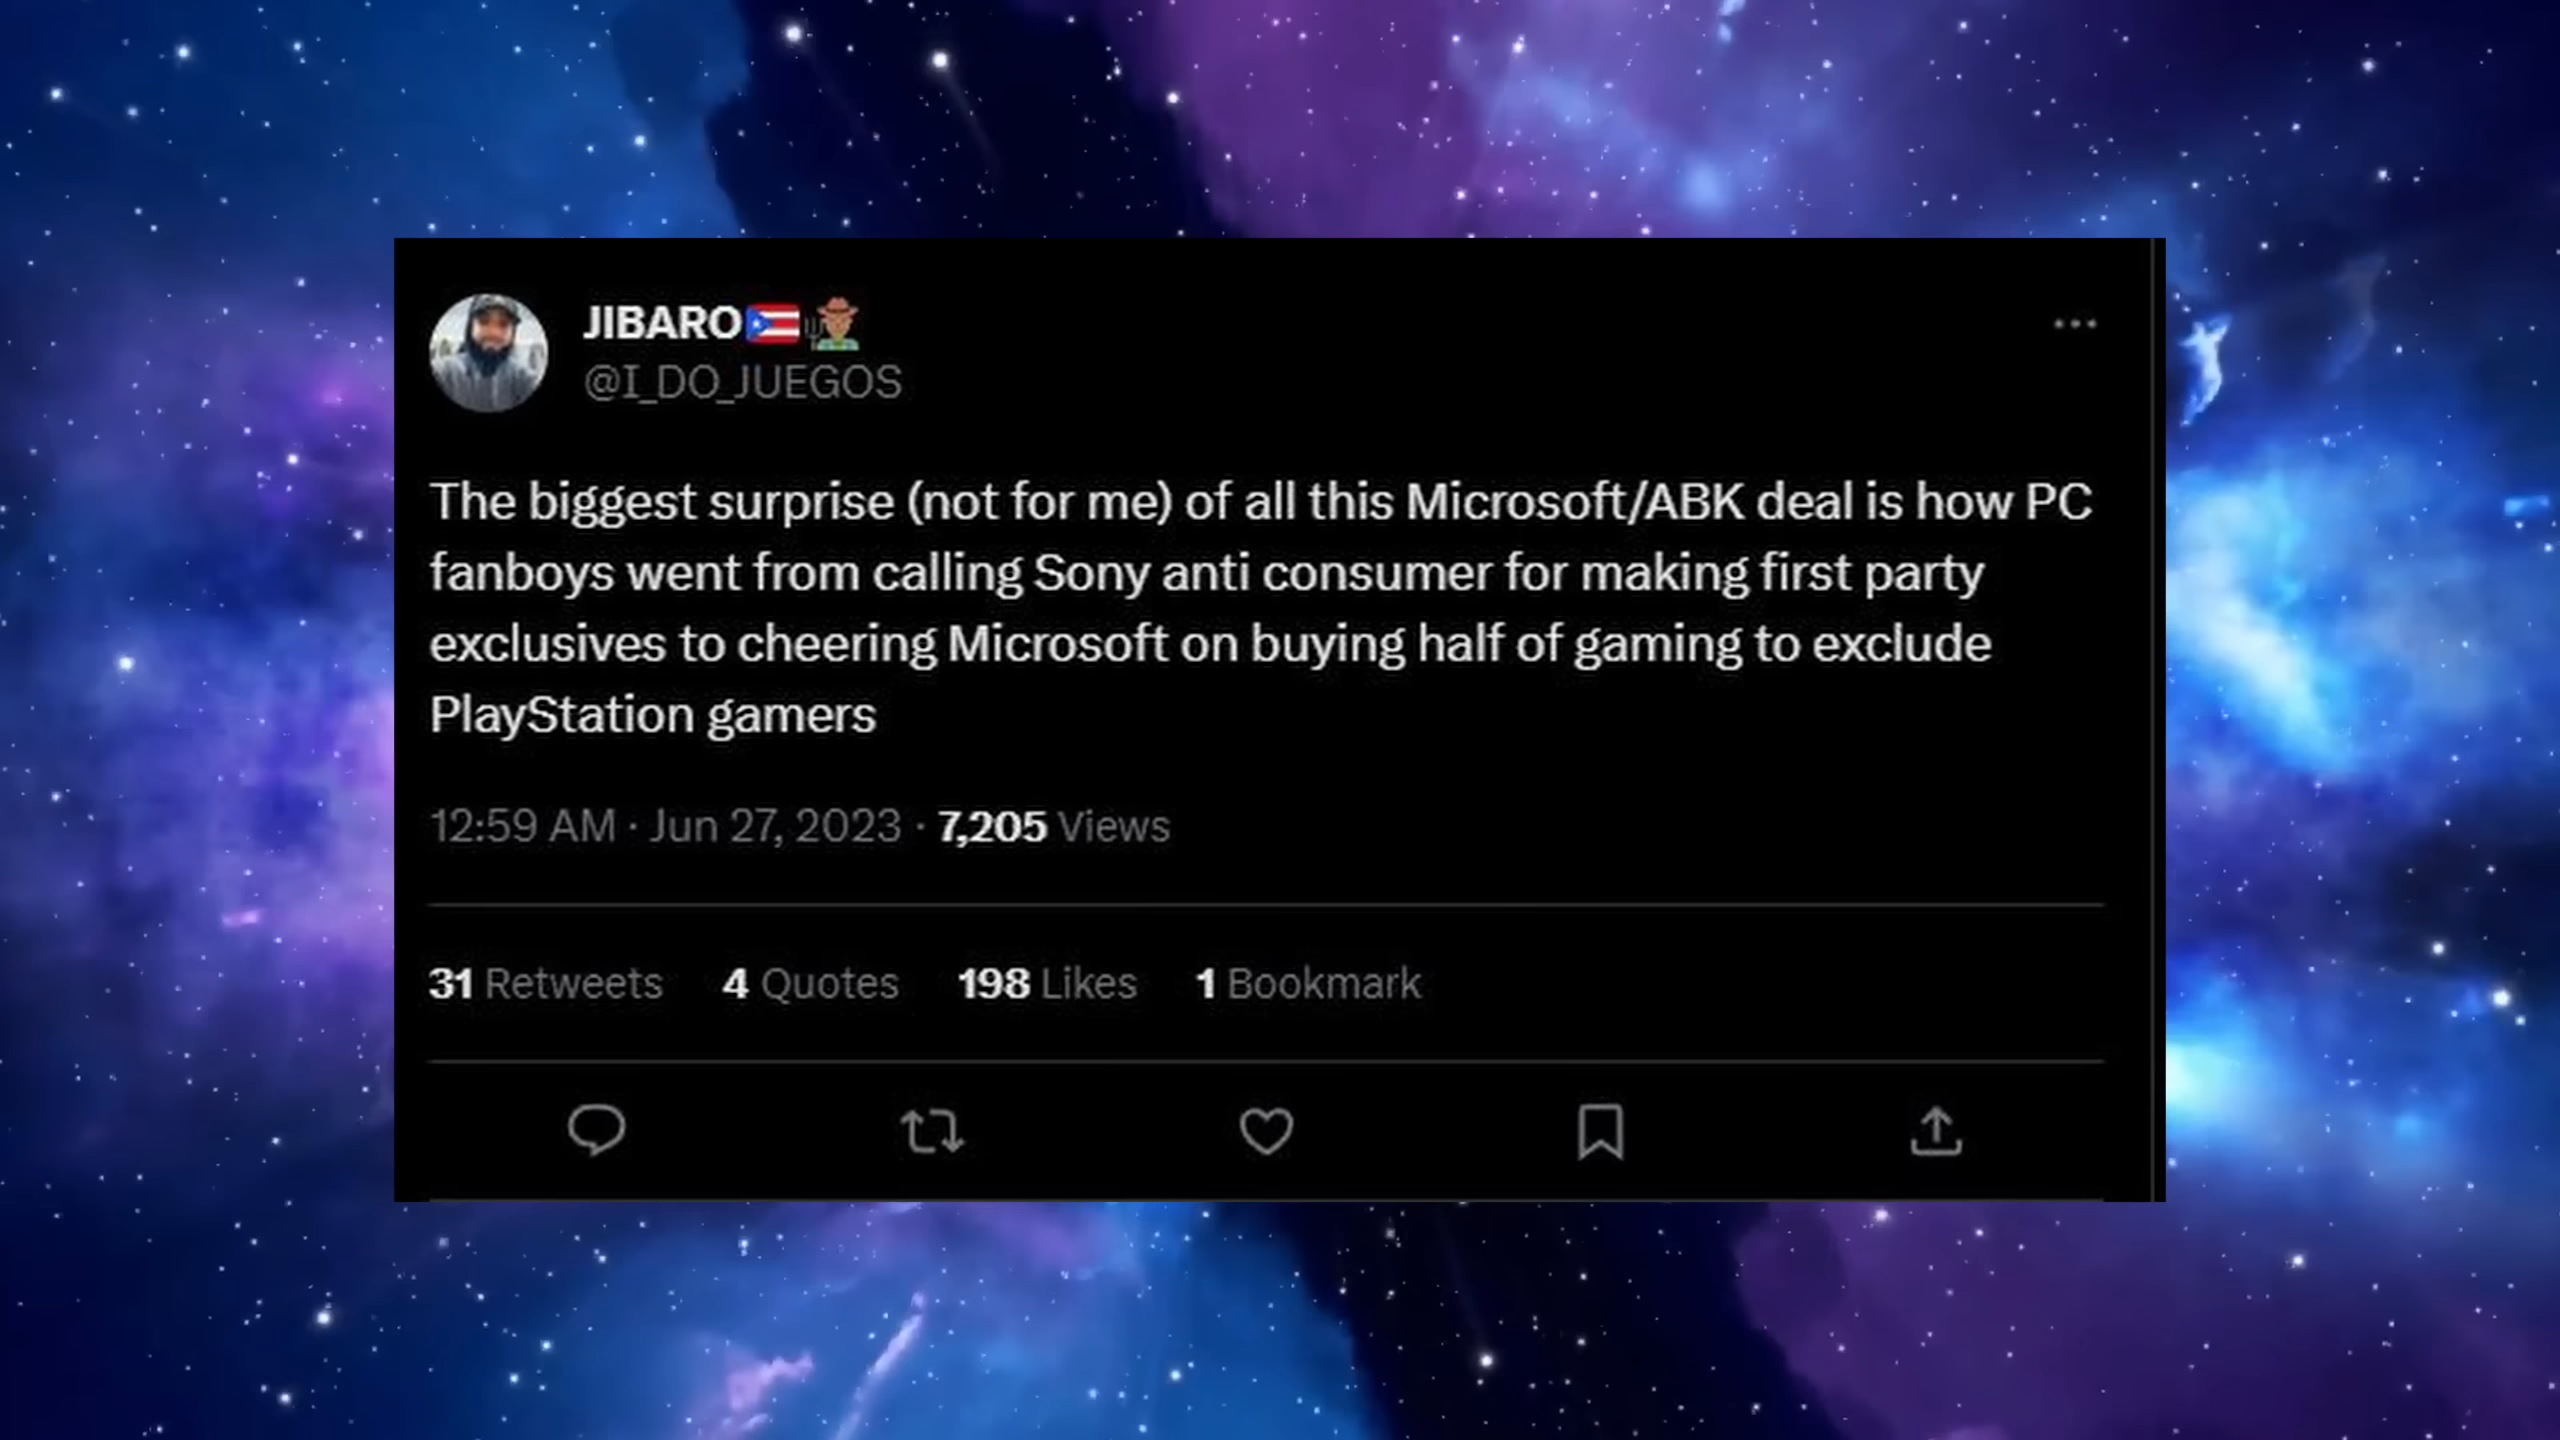 JIBARO🇵🇷👨🏽‍🌾
@I_DO_JUEGOS
The biggest surprise (not for me) of all this Microsoft/ABK deal is how PC
fanboys went from calling Sony anti consumer for making first party
exclusives to cheering Microsoft on buying half of gaming to exclude
PlayStation gamers
12:59 AM · Jun 27, 2023 · 7,205 Views
31 Retweets 4 Quotes 198 Likes 1 Bookmark